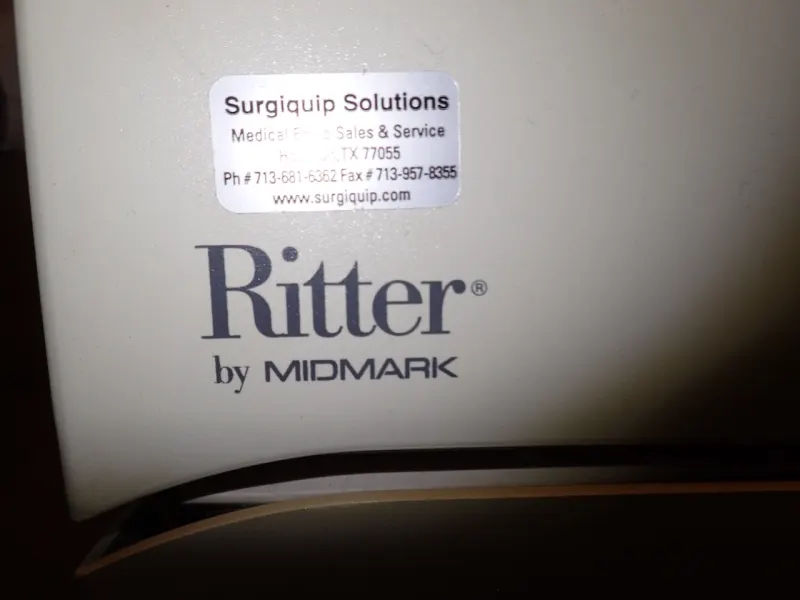 Surgiquip Solutions
Medical Sales & Service
TX 77055
Ph # 713-681-6362 Fax # 713-957-8355
www.surgiquip.com
Ritter®
by MIDMARK